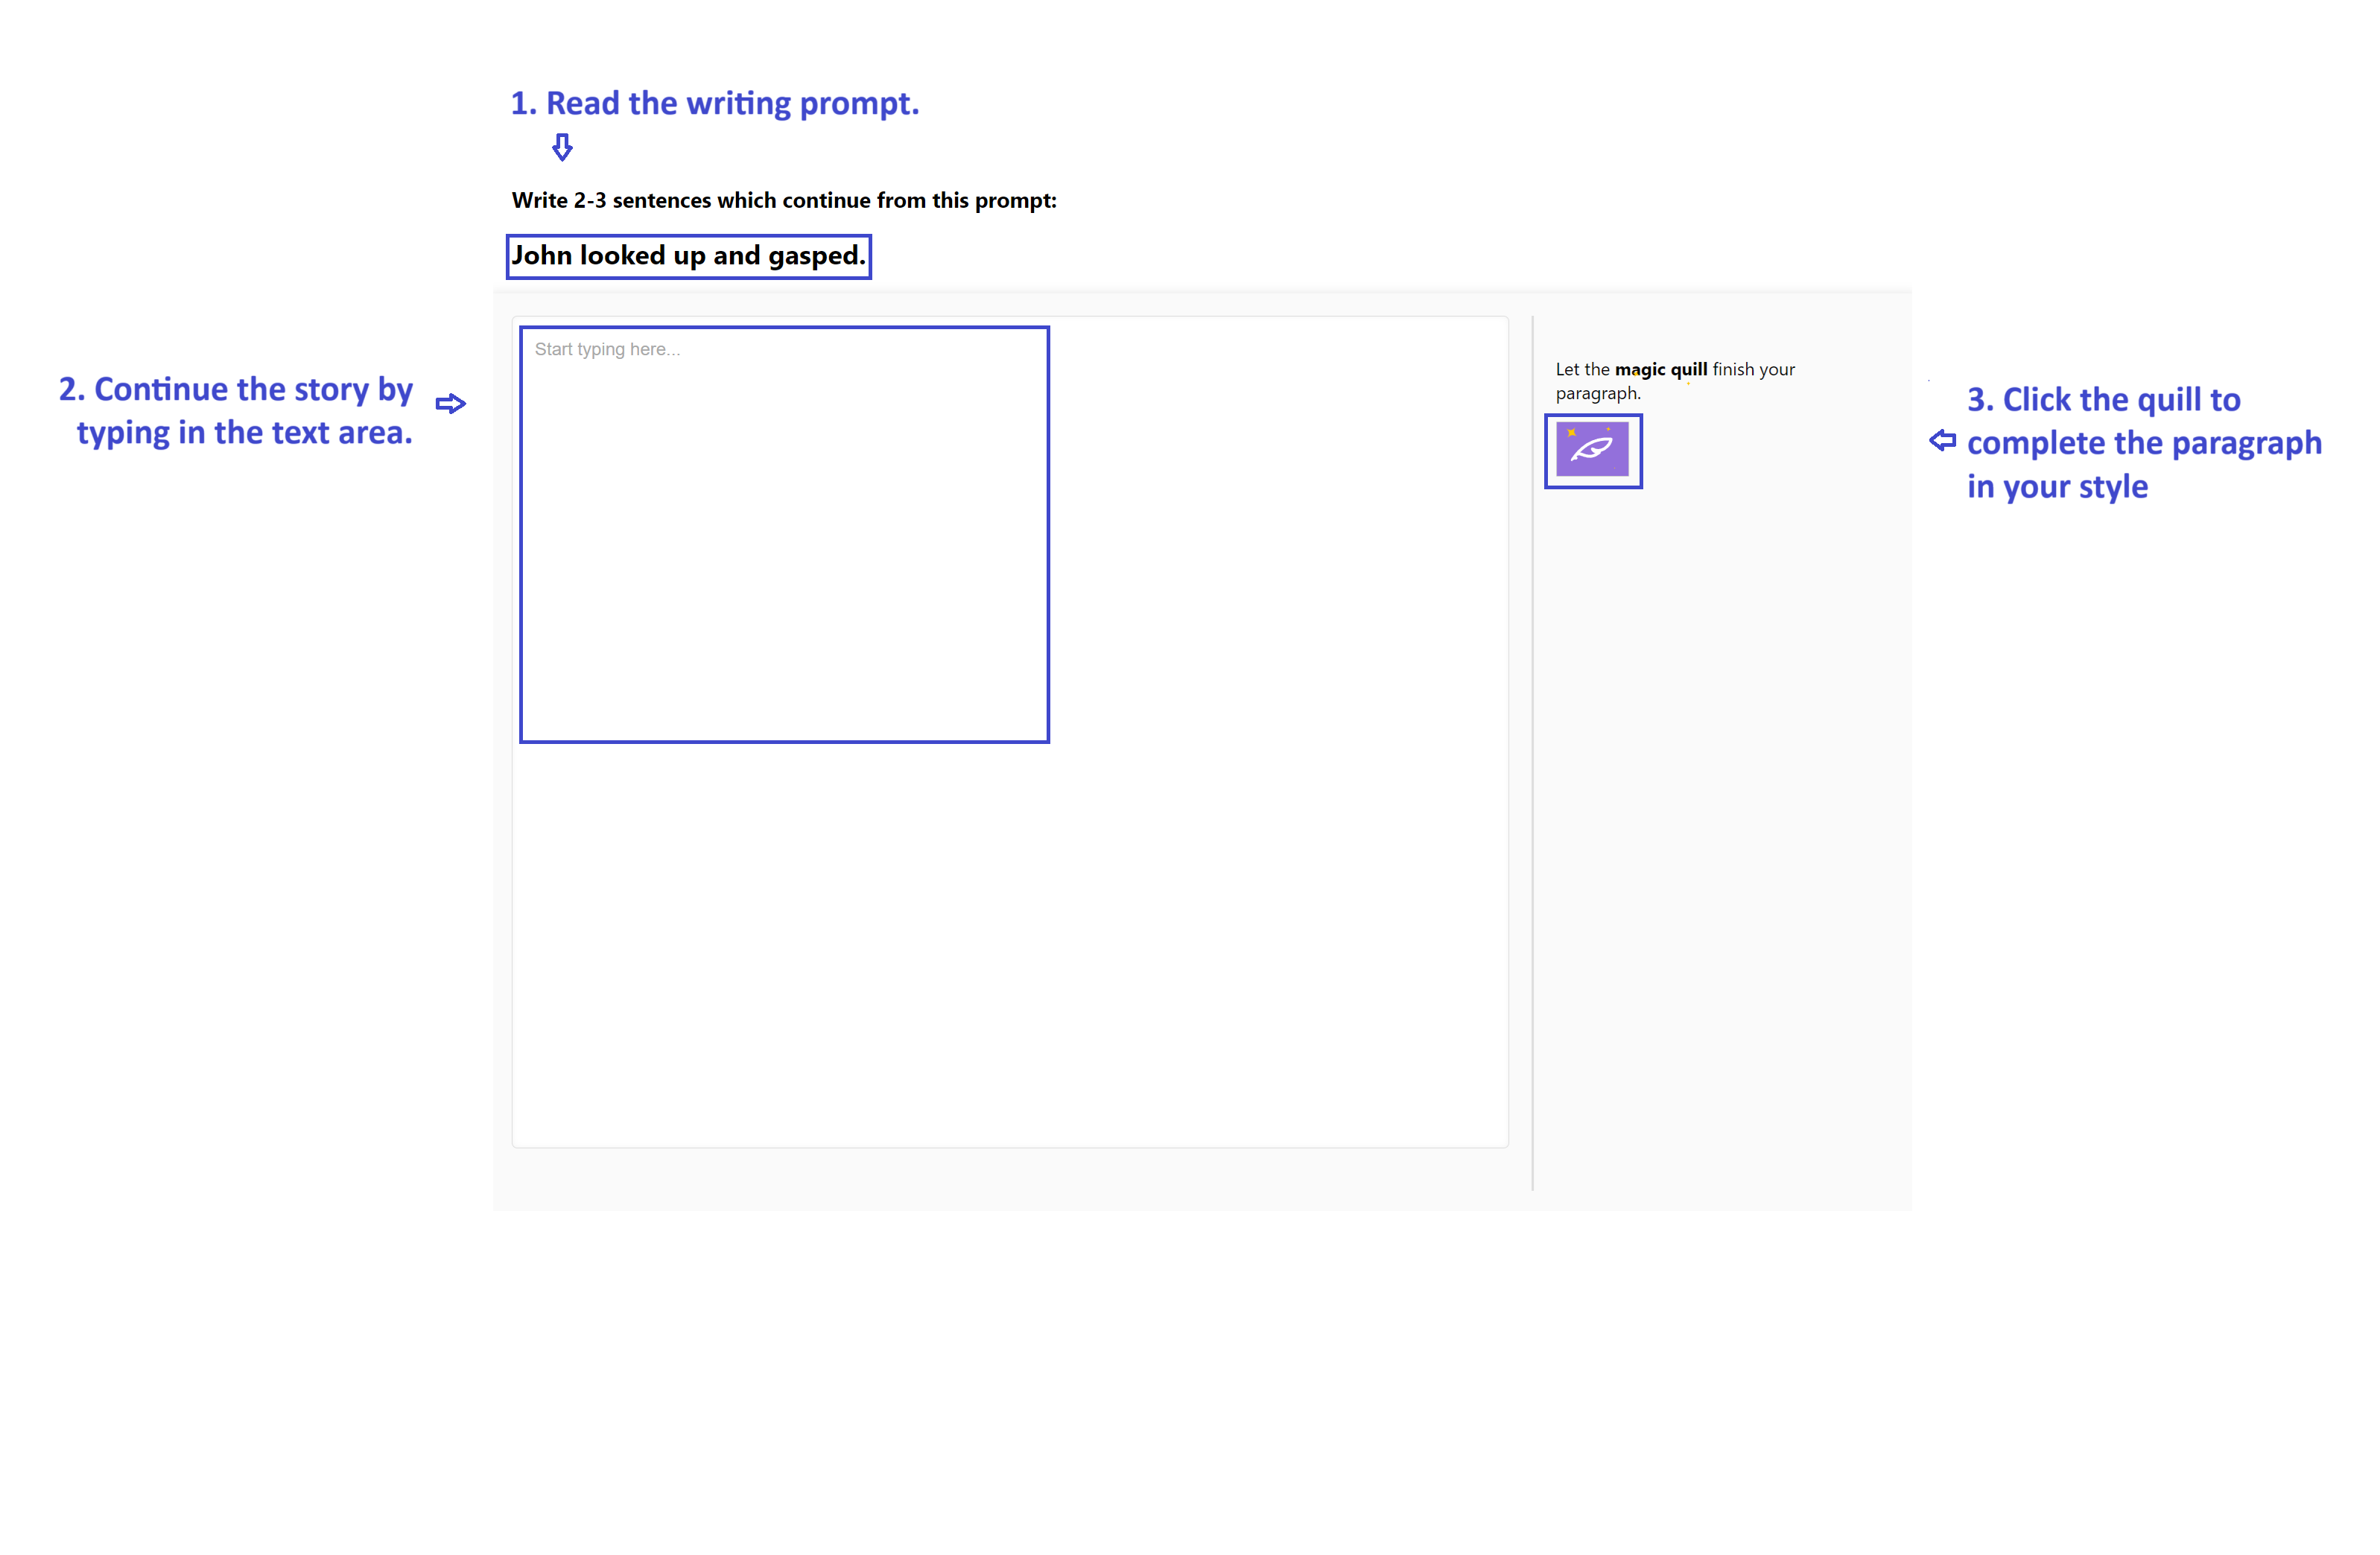 1. Read the writing prompt.
Write 2-3 sentences which continue from this prompt:
John looked up and gasped.
Start typing here...
2. Continue the story by
typing in the text area.
Let the magic quill finish your
paragraph.
3. Click the quill to
complete the paragraph
in your style